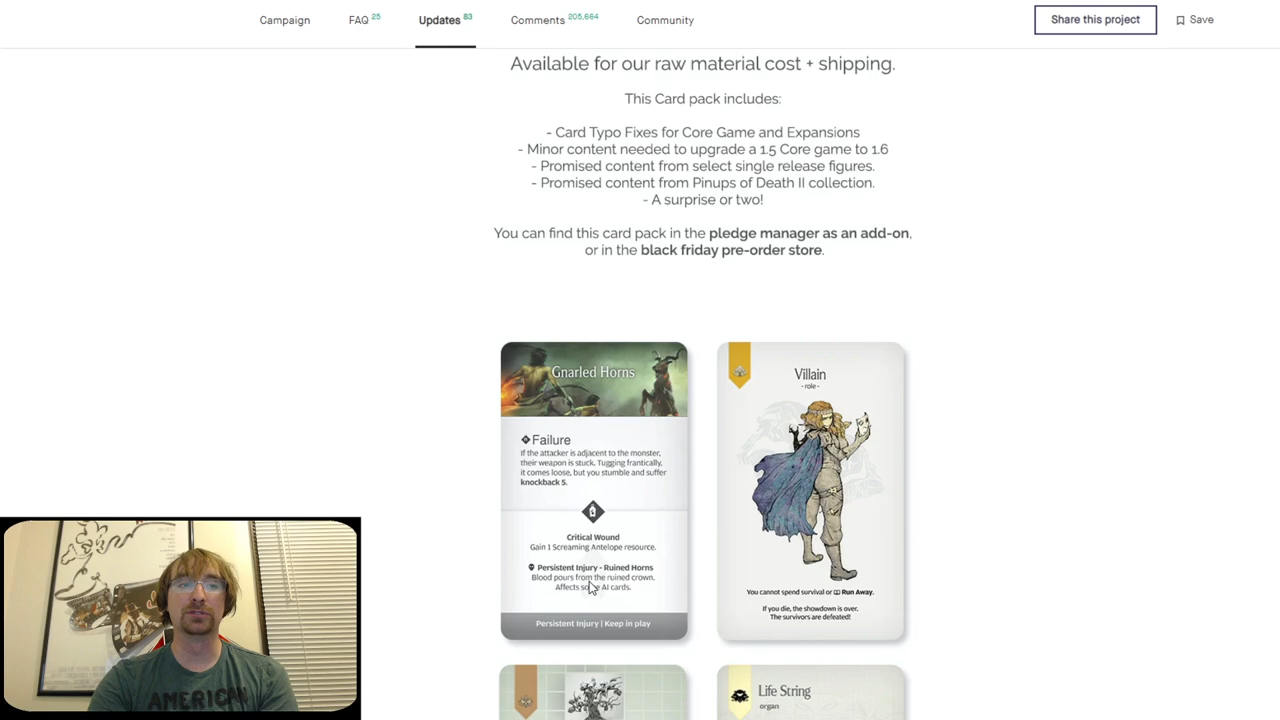 Campaign
FAQ 25
Updates 83
Comments 205,664
Community
Share this project
Save
Available for our raw material cost + shipping.
This Card pack includes:
- Card Typo Fixes for Core Game and Expansions
- Minor content needed to upgrade a 1.5 Core game to 1.6
- Promised content from select single release figures.
- Promised content from Pinups of Death II collection.
- A surprise or two!
You can find this card pack in the pledge manager as an add-on,
or in the black friday pre-order store.
Gnarled Horns
Failure
If the attacker is adjacent to the monster,
their weapon is stuck. Tugging frantically,
it comes loose, but you stumble and suffer
knockback 5.
Critical Wound
Gain 1 Screaming Antelope resource.
Persistent Injury - Ruined Horns
Blood pours from the ruined crown.
Affects some AI cards.
Persistent Injury | Keep in play
Villain
- role -
You cannot spend survival or Run Away.
If you die, the showdown is over.
The survivors are defeated!
Life String
organ
AMERICAN